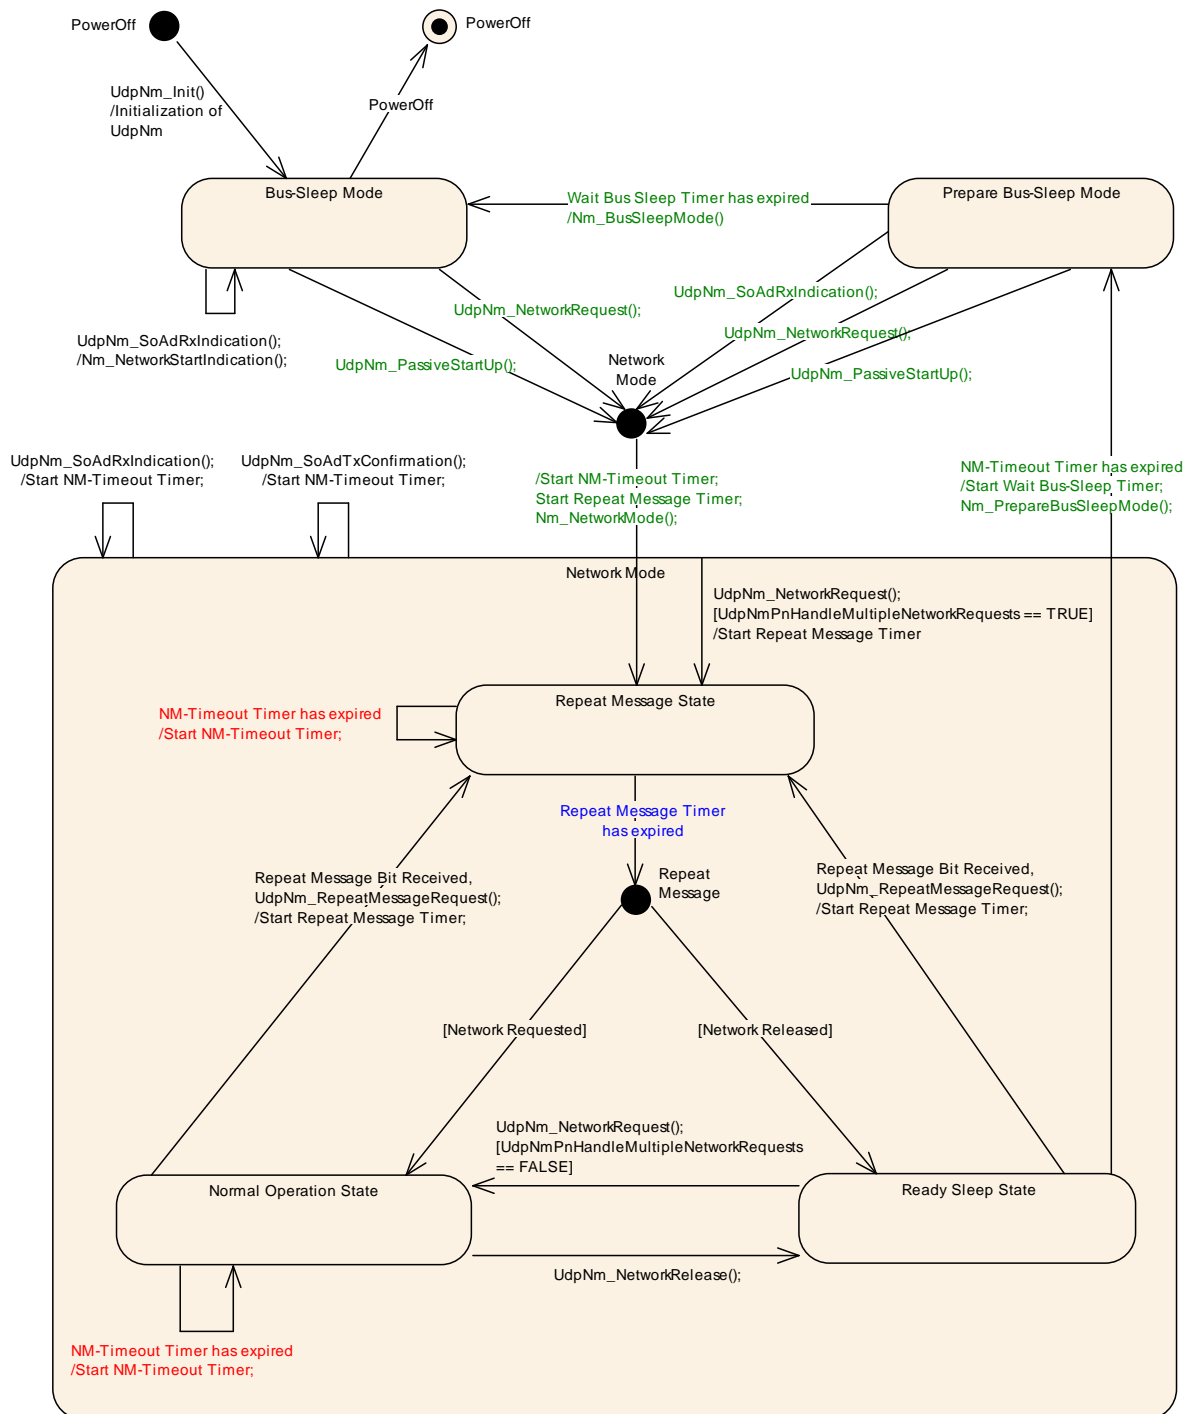 PowerOff
PowerOff
UdpNm_Init()
/Initialization of
UdpNm
PowerOff
Bus-Sleep Mode
Prepare Bus-Sleep Mode
Wait Bus Sleep Timer has expired
/Nm_BusSleepMode()
UdpNm_SoAdRxIndication();
UdpNm_NetworkRequest();
UdpNm_NetworkRequest();
UdpNm_SoAdRxIndication();
/Nm_NetworkStartIndication();
UdpNm_PassiveStartUp();
Network
Mode
UdpNm_PassiveStartUp();
UdpNm_SoAdRxIndication();
/Start NM-Timeout Timer;
UdpNm_SoAdTxConfirmation();
/Start NM-Timeout Timer;
/Start NM-Timeout Timer;
Start Repeat Message Timer;
Nm_NetworkMode();
NM-Timeout Timer has expired
/Start Wait Bus-Sleep Timer;
Nm_PrepareBusSleepMode();
Network Mode
UdpNm_NetworkRequest();
[UdpNmPnHandleMultipleNetworkRequests == TRUE]
/Start Repeat Message Timer
Repeat Message State
NM-Timeout Timer has expired
/Start NM-Timeout Timer;
Repeat Message Timer
has expired
Repeat Message Bit Received,
UdpNm_RepeatMessageRequest();
/Start Repeat Message Timer;
Repeat
Message
Repeat Message Bit Received,
UdpNm_RepeatMessageRequest();
/Start Repeat Message Timer;
[Network Requested]
[Network Released]
UdpNm_NetworkRequest();
[UdpNmPnHandleMultipleNetworkRequests
== FALSE]
Normal Operation State
Ready Sleep State
UdpNm_NetworkRelease();
NM-Timeout Timer has expired
/Start NM-Timeout Timer;